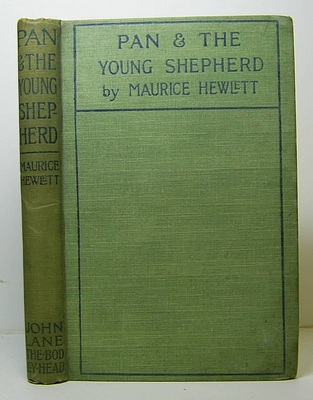 PAN
& THE
YOUNG
SHEP-
HERD
MAURICE
HEWLETT
JOHN
LANE
THE·BOD
LEY·HEAD
PAN & THE
YOUNG SHEPHERD
by MAURICE HEWLETT